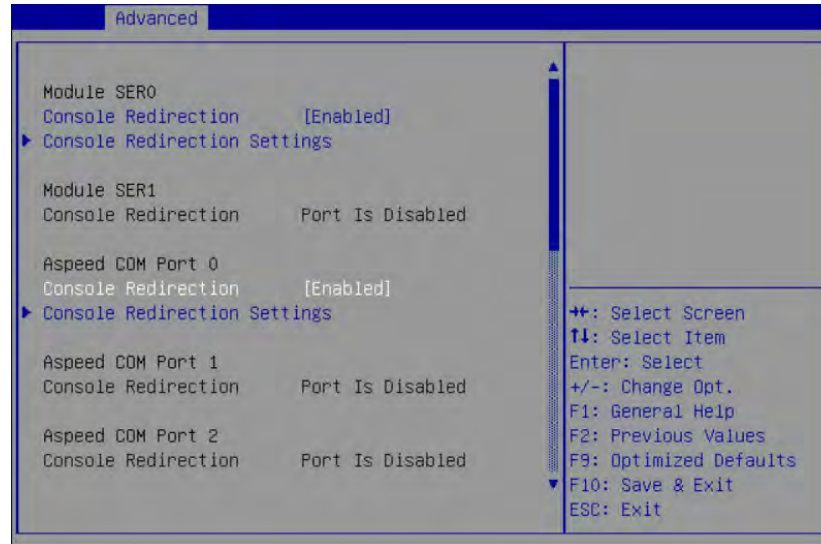 Advanced
Module SER0
Console Redirection [Enabled]
Console Redirection Settings
Module SER1
Console Redirection Port Is Disabled
Aspeed COM Port 0
Console Redirection [Enabled]
Console Redirection Settings
Aspeed COM Port 1
Console Redirection Port Is Disabled
Aspeed COM Port 2
Console Redirection Port Is Disabled
→←: Select Screen
↑↓: Select Item
Enter: Select
+/-: Change Opt.
F1: General Help
F2: Previous Values
F9: Optimized Defaults
F10: Save & Exit
ESC: Exit